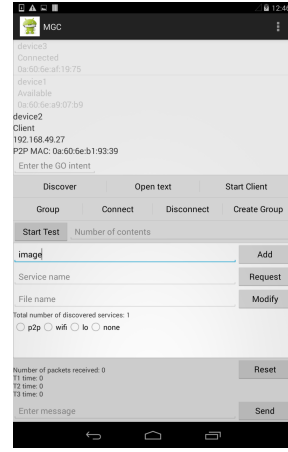 12:46
MGC
device3
Connected
0a:60:6e:af:19:75
device1
Available
0a:60:6e:a9:07:b9
device2
Client
192.168.49.27
P2P MAC: 0a:60:6e:b1:93:39
Enter the GO intent
Discover Open text Start Client
Group Connect Disconnect Create Group
Start Test Number of contents
image Add
Service name Request
File name Modify
Total number of discovered services: 1
p2p wifi lo none
Number of packets received: 0 Reset
T1 time: 0
T2 time: 0
T3 time: 0
Enter message Send